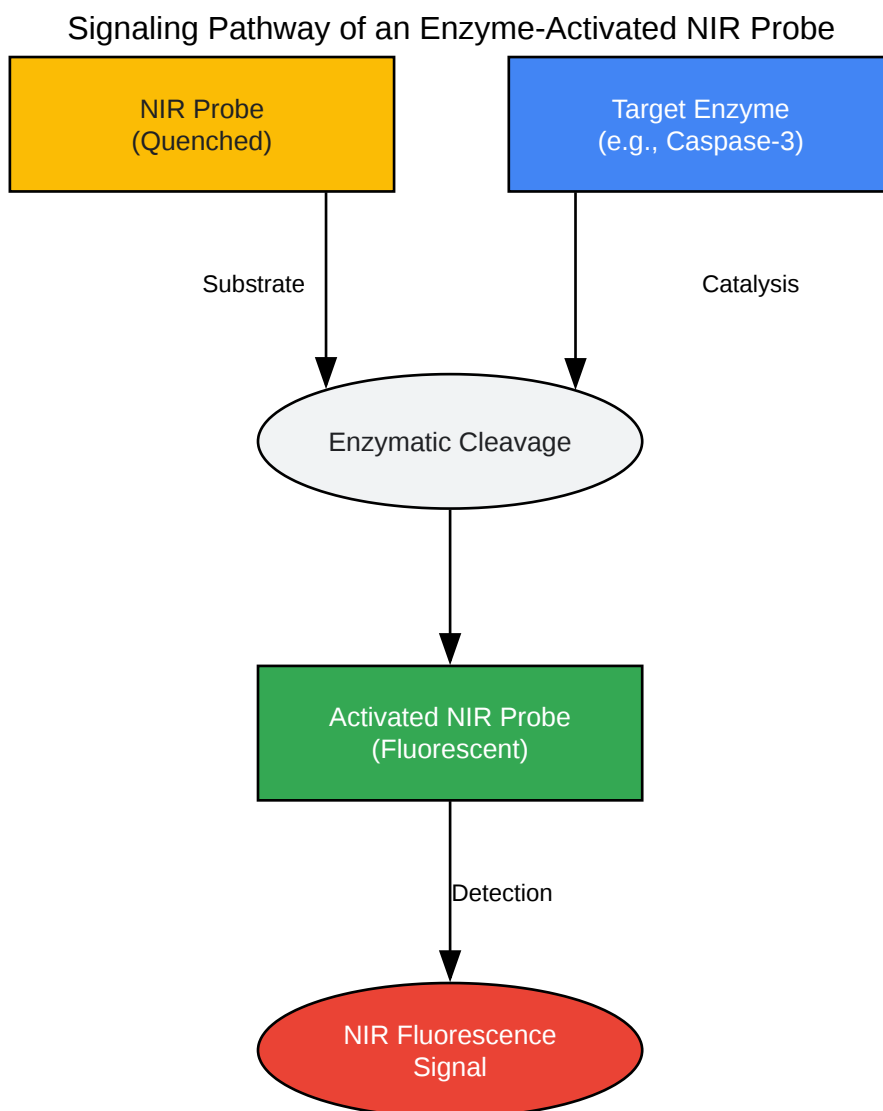 Signaling Pathway of an Enzyme-Activated NIR Probe
NIR Probe
(Quenched)
Target Enzyme
(e.g., Caspase-3)
Substrate
Catalysis
Enzymatic Cleavage
Activated NIR Probe
(Fluorescent)
Detection
NIR Fluorescence
Signal